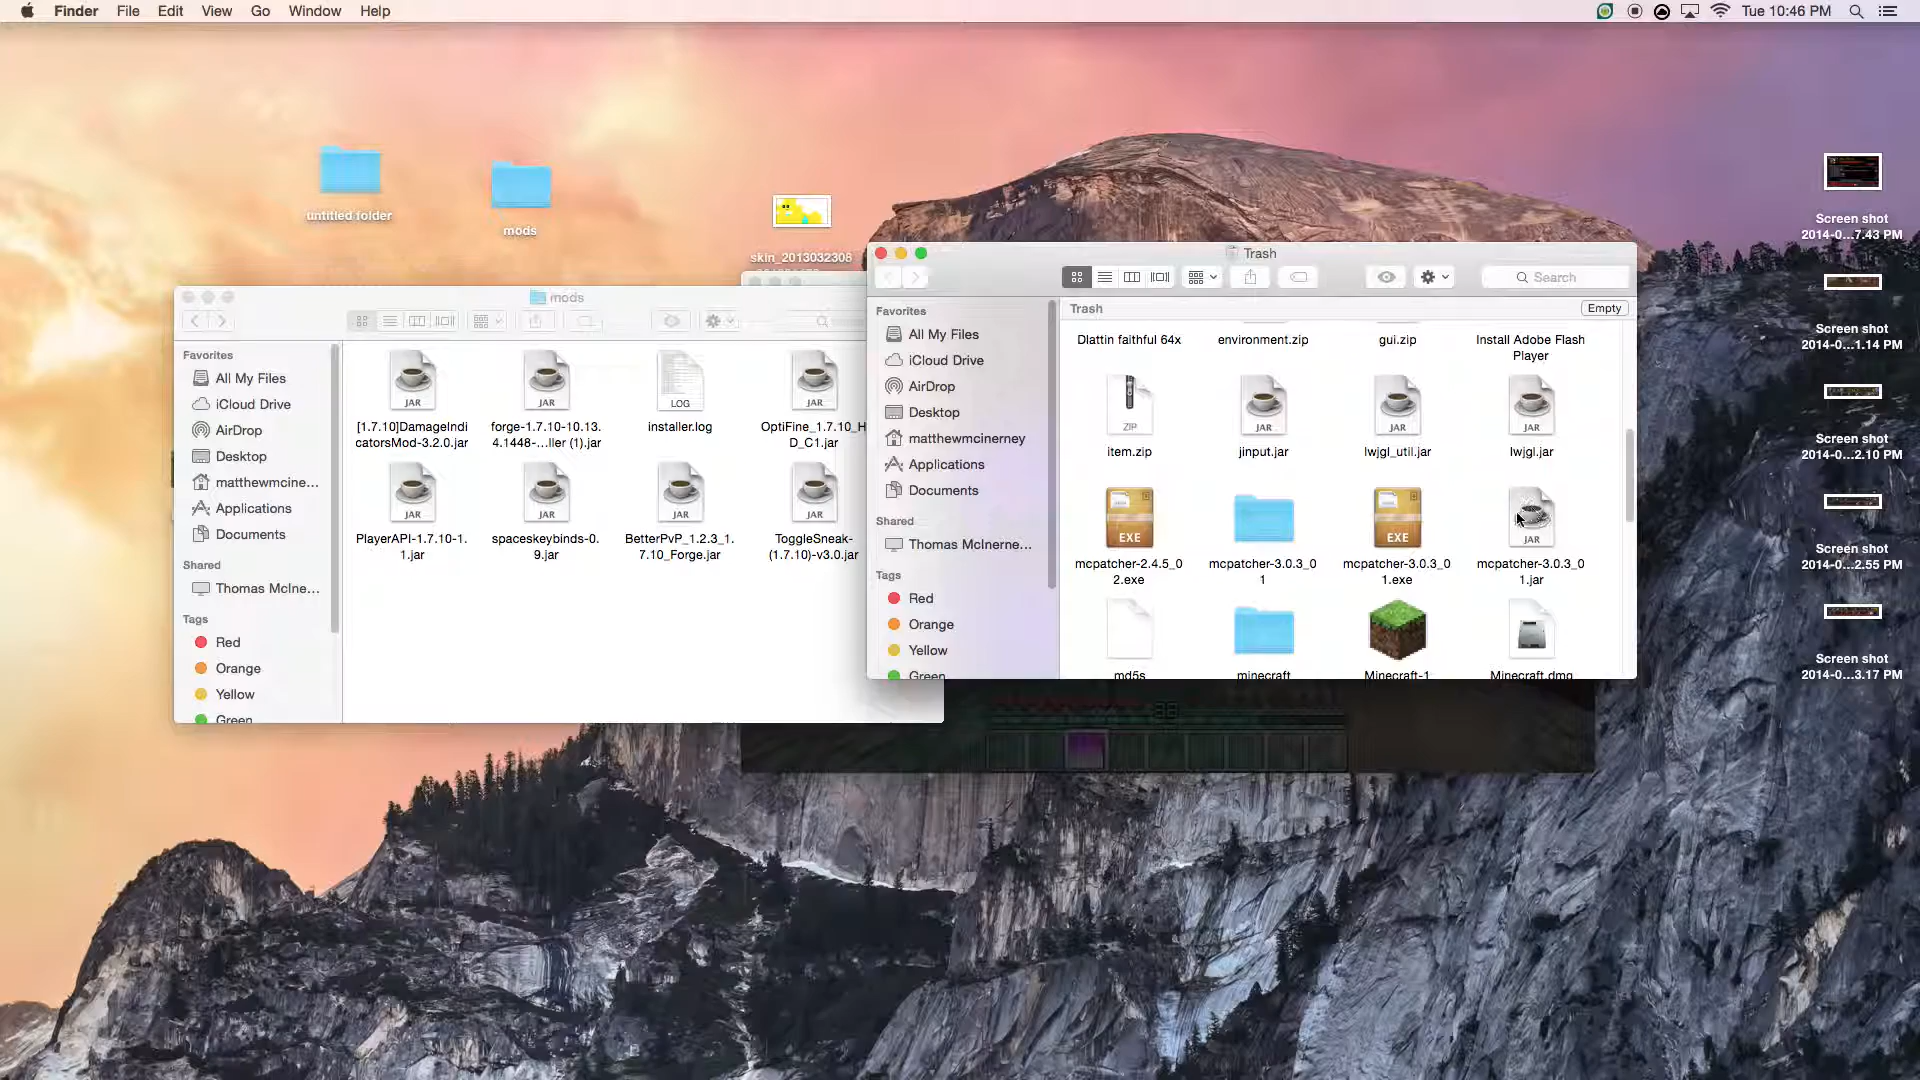 Finder File Edit View Go Window Help
Tue 10:46 PM
untitled folder
mods
skin_2013032308
Screen shot
2014-0...7.43 PM
Screen shot
2014-0...1.14 PM
Screen shot
2014-0...2.10 PM
Screen shot
2014-0...2.55 PM
Screen shot
2014-0...3.17 PM
mods
Favorites
All My Files
iCloud Drive
AirDrop
Desktop
matthewmcine...
Applications
Documents
Shared
Thomas McIne...
Tags
Red
Orange
Yellow
Green
JAR
JAR
LOG
JAR
[1.7.10]DamageIndi
catorsMod-3.2.0.jar
forge-1.7.10-10.13.
4.1448-...ller (1).jar
installer.log
OptiFine_1.7.10_H
D_C1.jar
JAR
JAR
JAR
JAR
PlayerAPI-1.7.10-1.
1.jar
spaceskeybinds-0.
9.jar
BetterPvP_1.2.3_1.
7.10_Forge.jar
ToggleSneak-
(1.7.10)-v3.0.jar
Trash
Search
Favorites
All My Files
iCloud Drive
AirDrop
Desktop
matthewmcinerney
Applications
Documents
Shared
Thomas McInerne...
Tags
Red
Orange
Yellow
Green
Trash
Empty
Dlattin faithful 64x
environment.zip
gui.zip
Install Adobe Flash
Player
ZIP
JAR
JAR
JAR
item.zip
jinput.jar
lwjgl_util.jar
lwjgl.jar
EXE
EXE
JAR
mcpatcher-2.4.5_0
2.exe
mcpatcher-3.0.3_0
1
mcpatcher-3.0.3_0
1.exe
mcpatcher-3.0.3_0
1.jar
md5s
minecraft
Minecraft-1
Minecraft.dmg